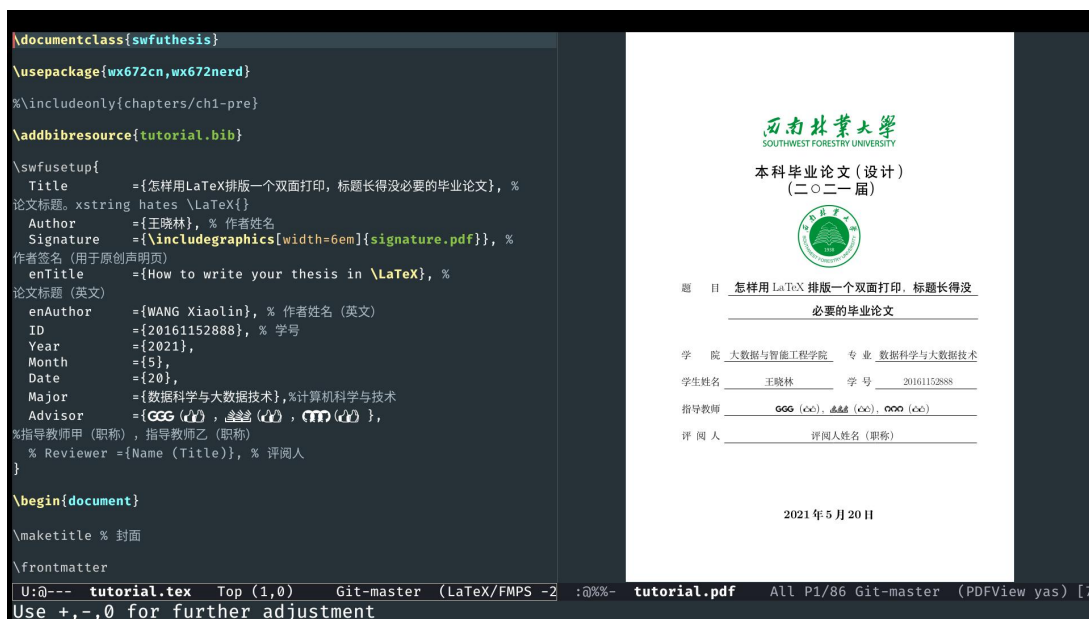 \documentclass{swfuthesis}
\usepackage{wx672cn,wx672nerd}
%\includeonly{chapters/ch1-pre}
\addbibresource{tutorial.bib}
\swfusetup{
Title ={怎样用LaTeX排版一个双面打印，标题长得没必要的毕业论文}, %
论文标题。xstring hates \LaTeX{}
Author ={王晓林}, % 作者姓名
Signature ={\includegraphics[width=6em]{signature.pdf}}, %
作者签名（用于原创声明页）
enTitle ={How to write your thesis in \LaTeX}, %
论文标题（英文）
enAuthor ={WANG Xiaolin}, % 作者姓名（英文）
ID ={20161152888}, % 学号
Year ={2021},
Month ={5},
Date ={20},
Major ={数据科学与大数据技术},%计算机科学与技术
Advisor ={
%指导教师甲（职称），指导教师乙（职称）
% Reviewer ={Name (Title)}, % 评阅人
}
\begin{document}
\maketitle % 封面
\frontmatter
U:@--- tutorial.tex Top (1,0) Git-master (LaTeX/FMPS -2
Use +,-,0 for further adjustment
西南林业大学
SOUTHWEST FORESTRY UNIVERSITY
本科毕业论文（设计）
（二〇二一届）
题 目 怎样用 LaTeX 排版一个双面打印，标题长得没
必要的毕业论文
学 院 大数据与智能工程学院 专 业 数据科学与大数据技术
学生姓名 王晓林 学 号 20161152888
指导教师
评 阅 人 评阅人姓名（职称）
2021 年 5 月 20 日
:@%%- tutorial.pdf All P1/86 Git-master (PDFView yas) [